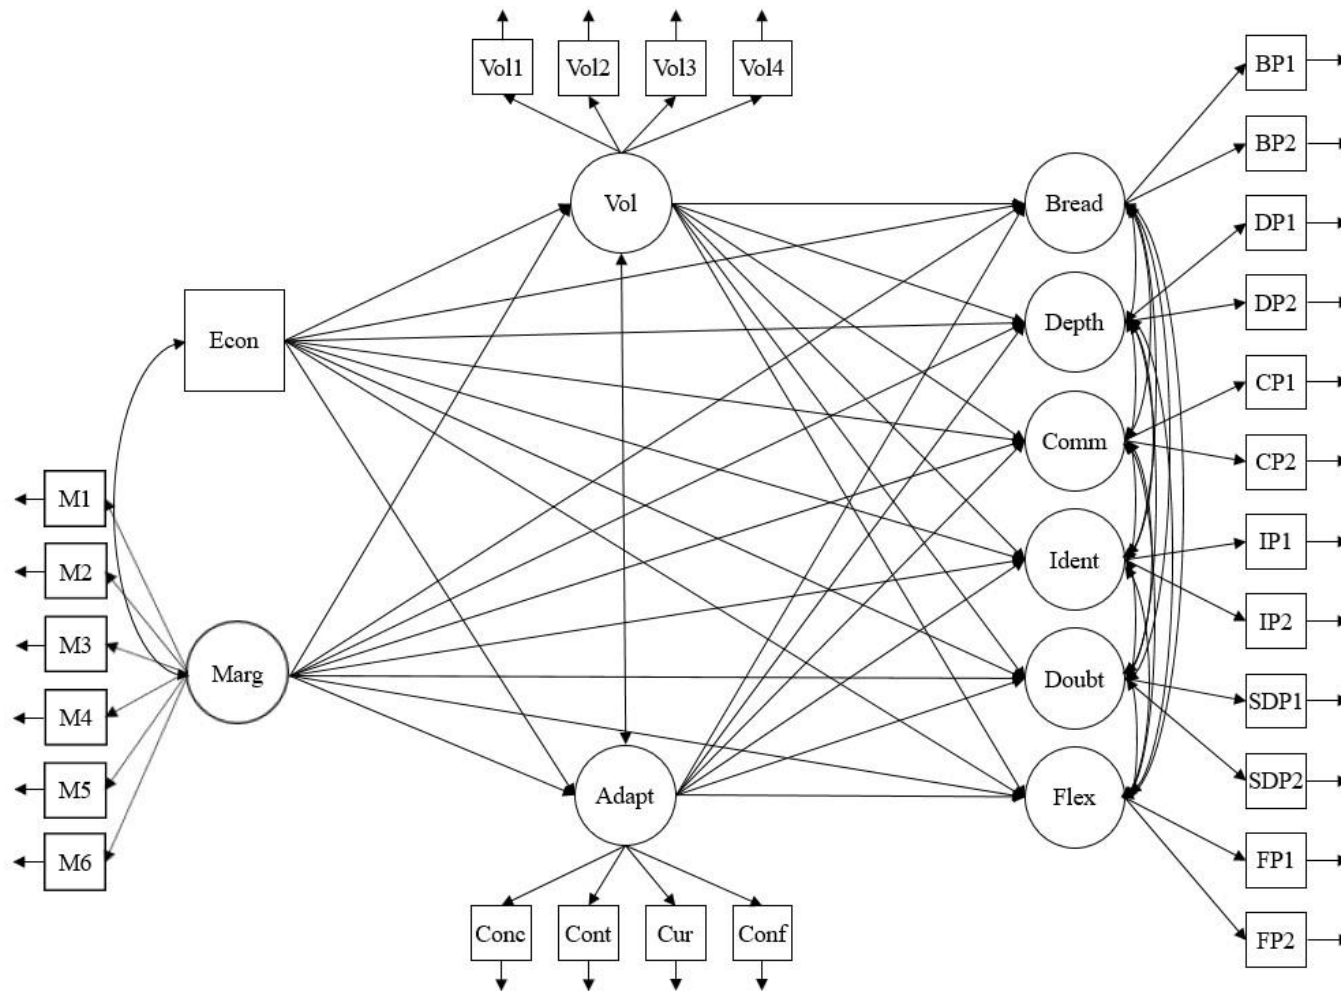 Vol1
Vol2
Vol3
Vol4
BP1
BP2
DP1
DP2
CP1
CP2
IP1
IP2
SDP1
SDP2
FP1
FP2
Vol
Bread
Depth
Comm
Ident
Doubt
Flex
Econ
Marg
Adapt
M1
M2
M3
M4
M5
M6
Conc
Cont
Cur
Conf